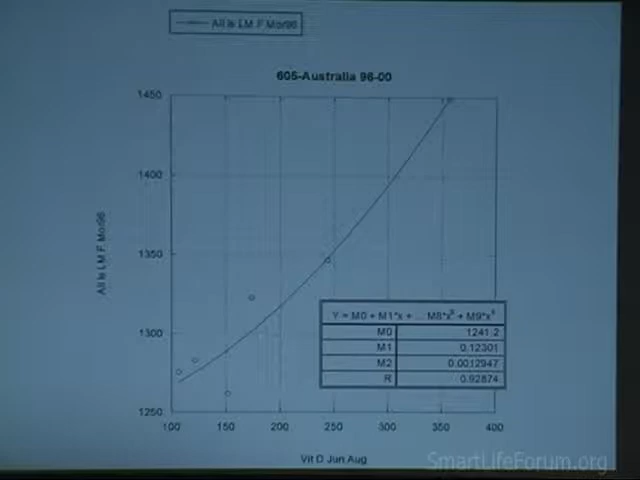 All Is LM F Mor96
605-Australia 96-00
1450
1400
1350
1300
1250
All Is LM F Mor96
100 150 200 250 300 350 400
Vit D Jun Aug
Y = M0 + M1*x + ... M8*x⁸ + M9*x⁹
M0 1241.2
M1 0.12301
M2 0.0012947
R 0.92874
SmartLifeForum.org